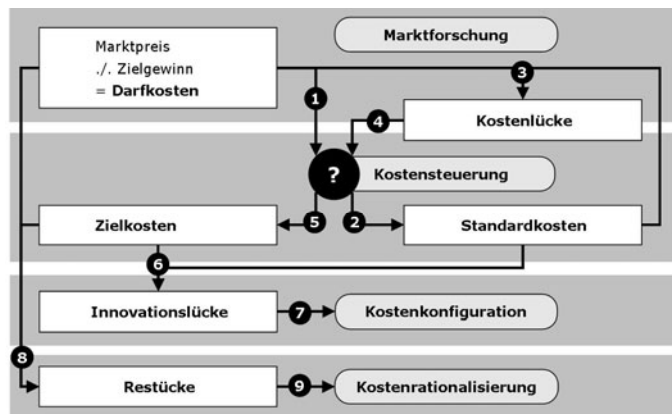 Marktforschung
Marktpreis
./. Zielgewinn
= Darfkosten
3
1
4
Kostenlücke
?
Kostensteuerung
Zielkosten
5
2
Standardkosten
6
Innovationslücke
7
Kostenkonfiguration
8
Restücke
9
Kostenrationalisierung